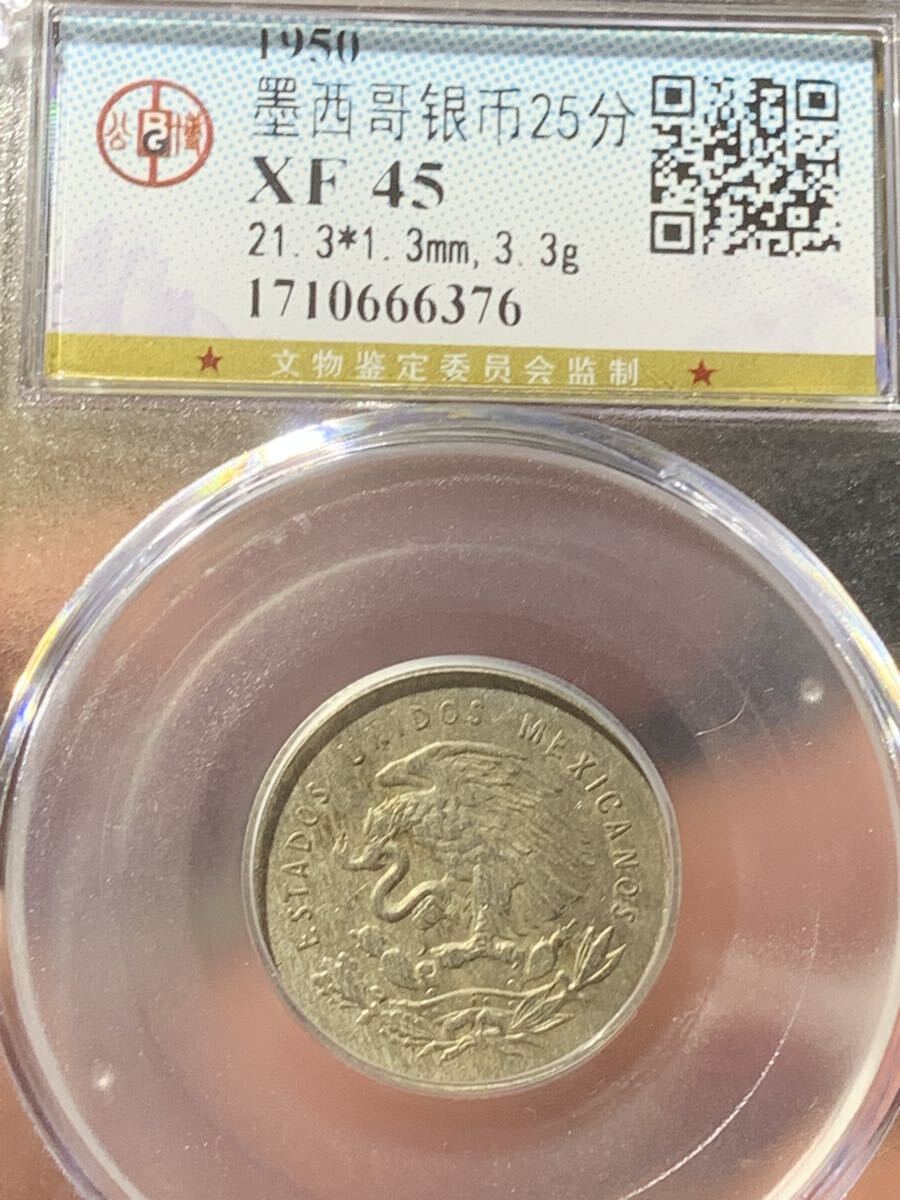 1950
墨西哥银币25分
XF 45
21.3*1.3mm, 3.3g
1710666376
★ 文物鉴定委员会监制 ★
ESTADOS UNIDOS MEXICANOS